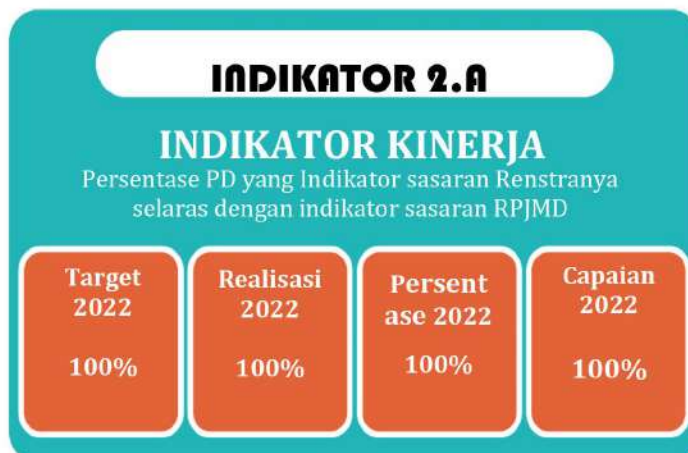 INDIKATOR 2.A
INDIKATOR KINERJA
Persentase PD yang Indikator sasaran Renstranya
selaras dengan indikator sasaran RPJMD
Target
2022
100%
Realisasi
2022
100%
Persent
ase 2022
100%
Capaian
2022
100%